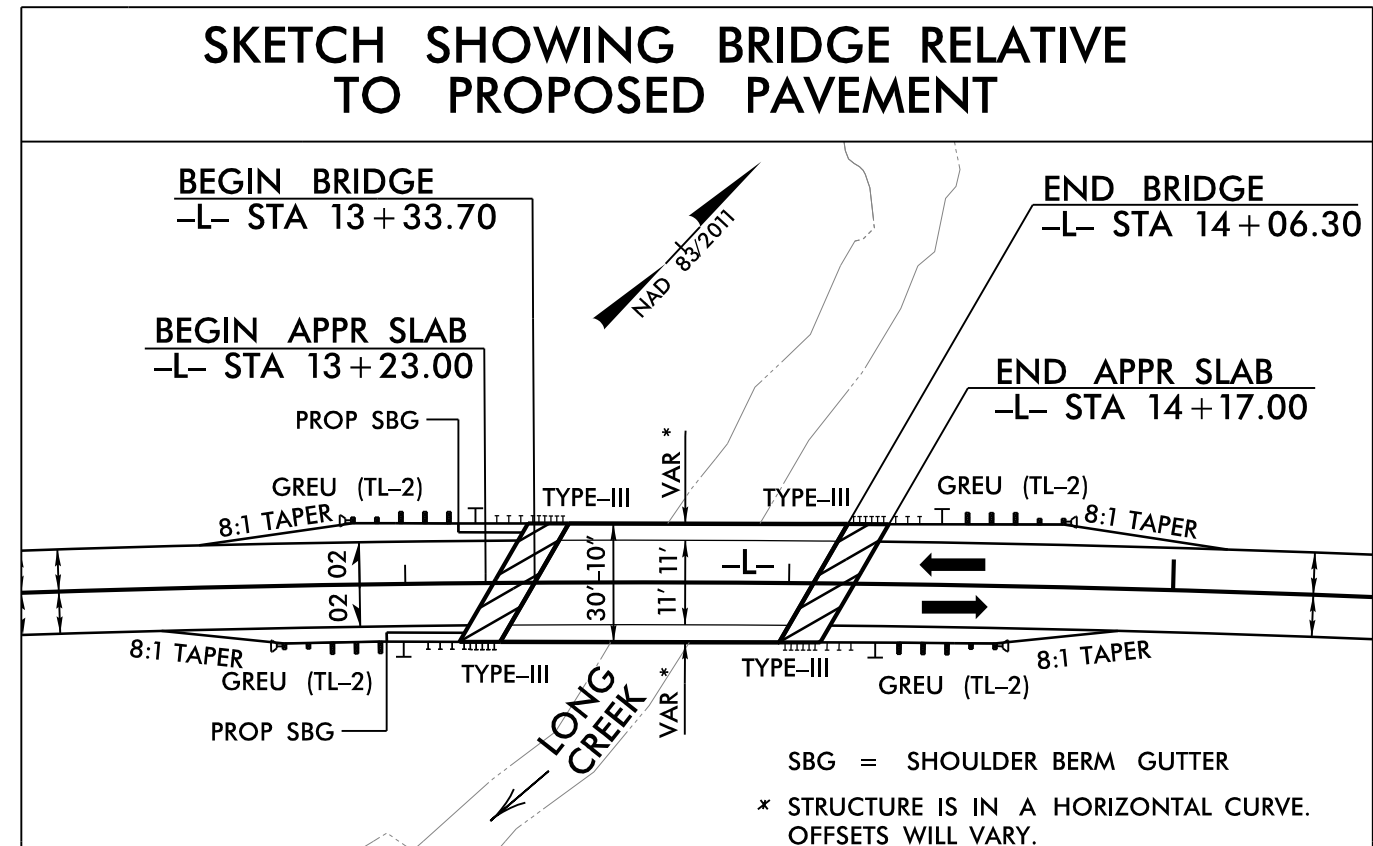 SKETCH SHOWING BRIDGE RELATIVE
TO PROPOSED PAVEMENT
BEGIN BRIDGE
–L– STA 13+33.70
END BRIDGE
–L– STA 14+06.30
NAD 83/2011
BEGIN APPR SLAB
–L– STA 13+23.00
END APPR SLAB
–L– STA 14+17.00
PROP SBG
VAR *
GREU (TL–2)
TYPE–III
TYPE–III
GREU (TL–2)
8:1 TAPER
8:1 TAPER
02 02
30'–10"
11' 11'
–L–
8:1 TAPER
GREU (TL–2)
TYPE–III
VAR *
TYPE–III
GREU (TL–2)
8:1 TAPER
PROP SBG
LONG
CREEK
SBG = SHOULDER BERM GUTTER
* STRUCTURE IS IN A HORIZONTAL CURVE.
OFFSETS WILL VARY.